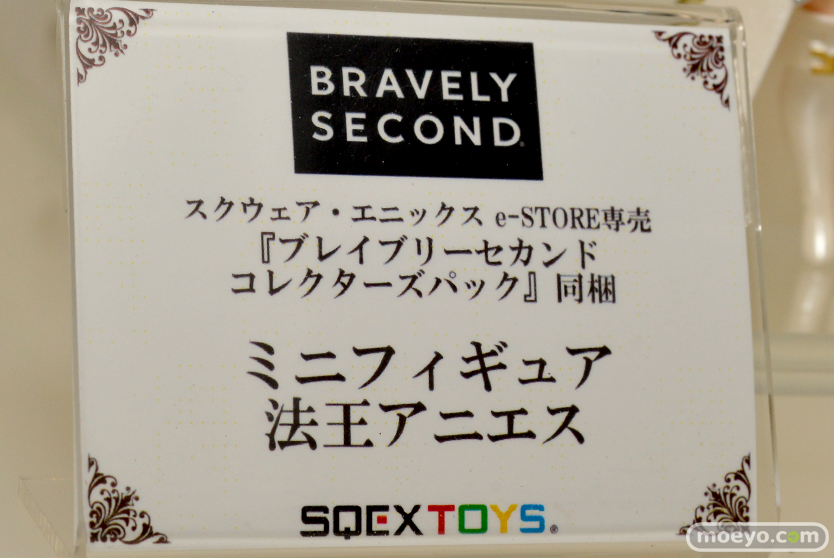 BRAVELY
SECOND
スクウェア・エニックス e-STORE専売
『ブレイブリーセカンド
コレクターズパック』同梱
ミニフィギュア
法王アニエス
SQEXTOYS®
moeyo.com